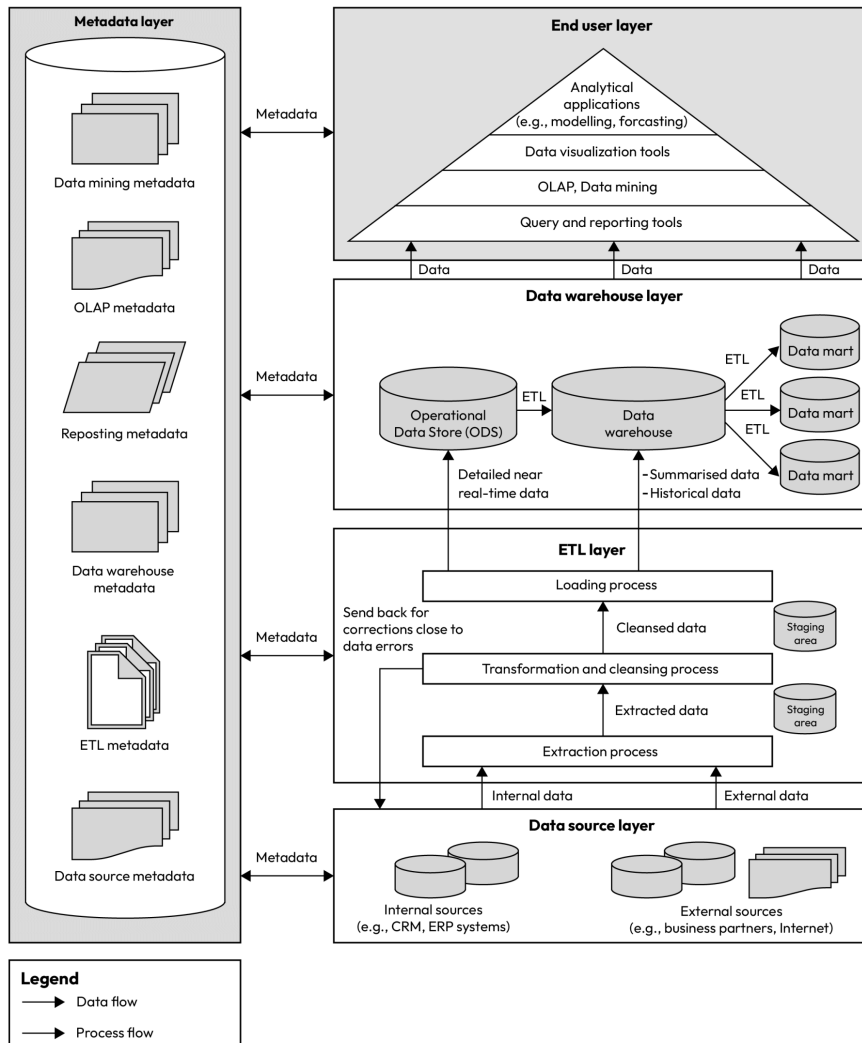 Metadata layer
Data mining metadata
OLAP metadata
Reposting metadata
Data warehouse
metadata
ETL metadata
Data source metadata
Metadata
Metadata
Metadata
Metadata
End user layer
Analytical
applications
(e.g., modelling, forcasting)
Data visualization tools
OLAP, Data mining
Query and reporting tools
Data
Data
Data
Data warehouse layer
Operational
Data Store (ODS)
ETL
Data
warehouse
ETL
ETL
ETL
Data mart
Data mart
Data mart
Detailed near
real-time data
-Summarised data
-Historical data
ETL layer
Loading process
Send back for
corrections close to
data errors
Cleansed data
Staging
area
Transformation and cleansing process
Extracted data
Staging
area
Extraction process
Internal data
External data
Data source layer
Internal sources
(e.g., CRM, ERP systems)
External sources
(e.g., business partners, Internet)
Legend
Data flow
Process flow